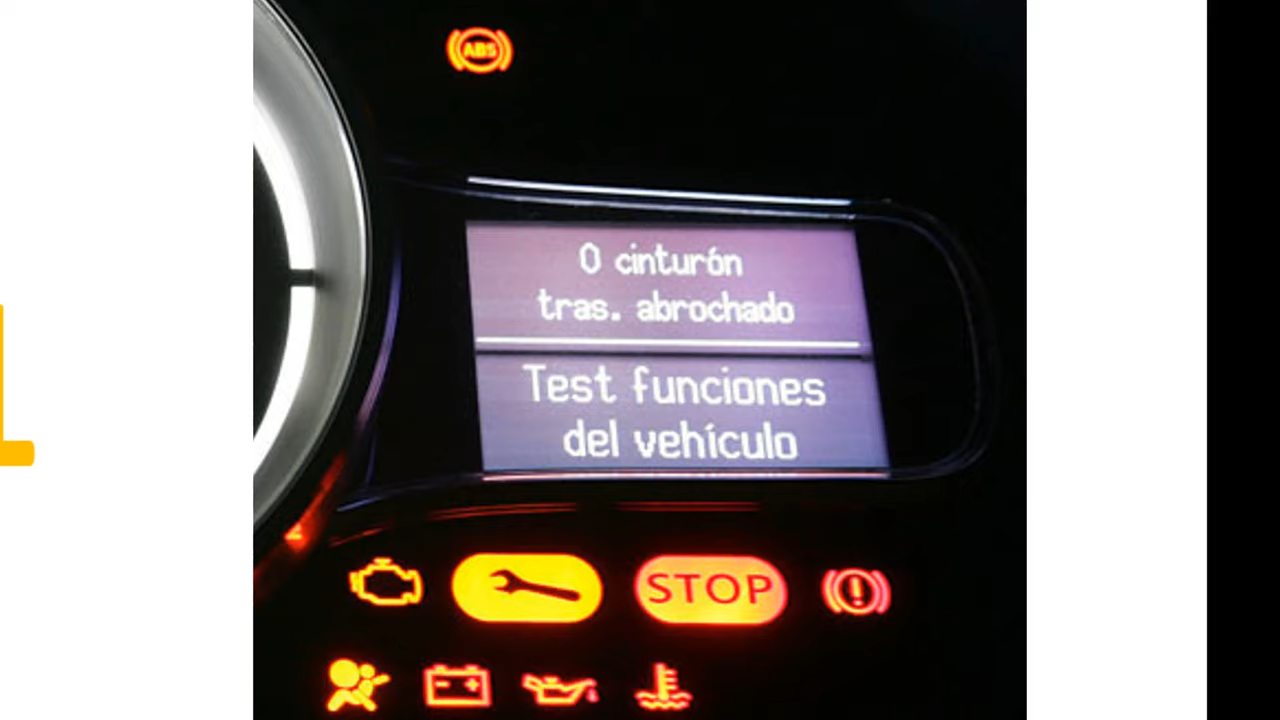 ABS
0 cinturón
tras. abrochado
Test funciones
del vehículo
STOP